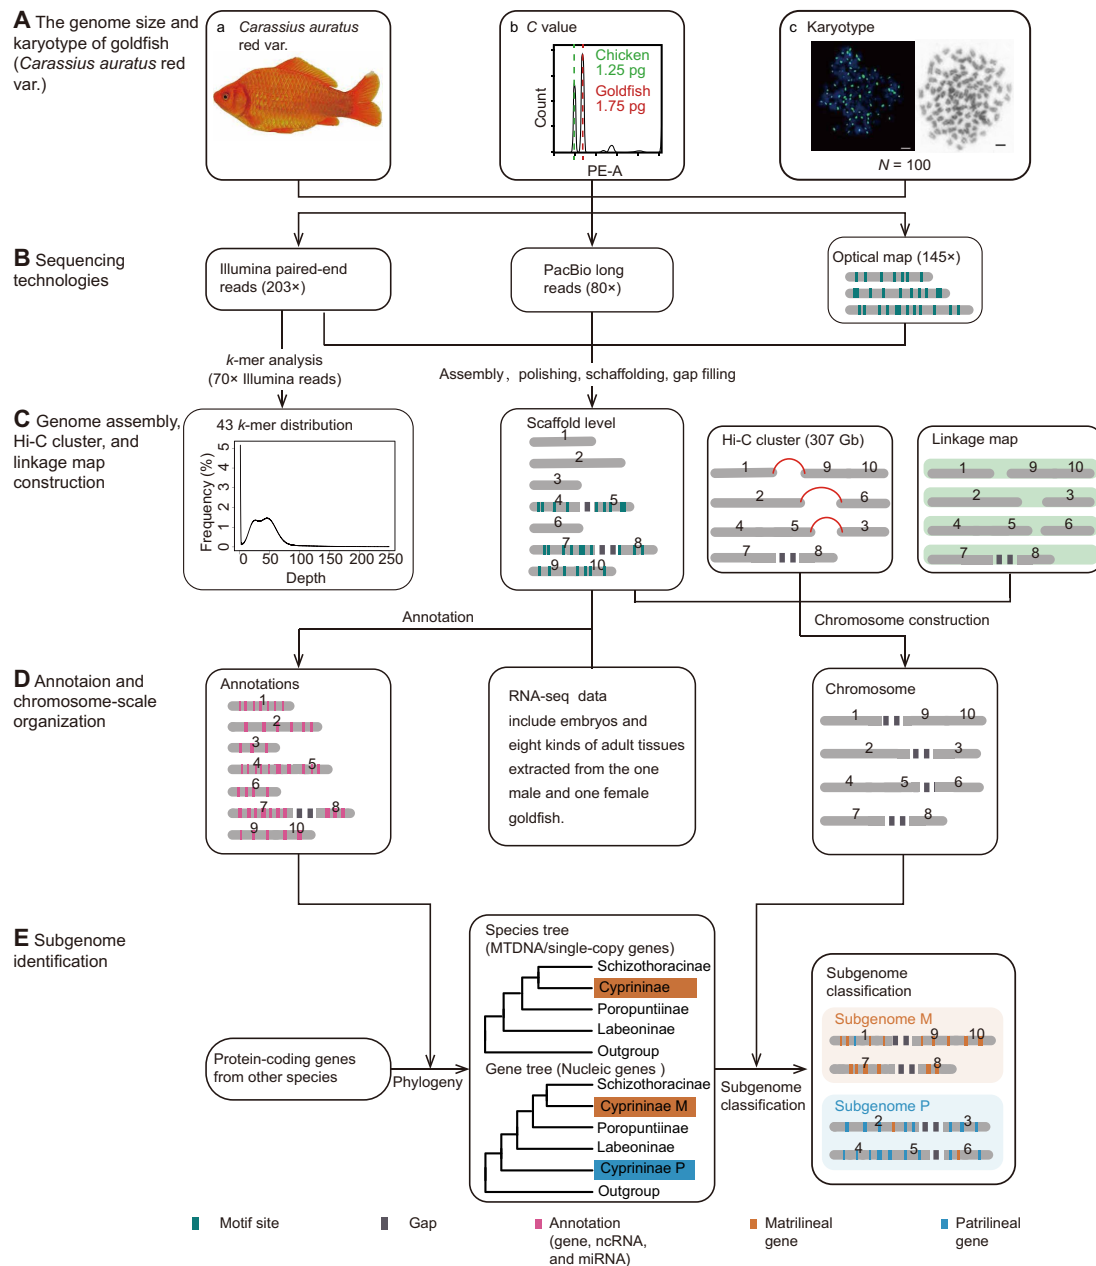 A The genome size and
karyotype of goldfish
(Carassius auratus red
var.)
a Carassius auratus
red var.
b C value
Chicken
1.25 pg
Goldfish
1.75 pg
Count
PE-A
c Karyotype
N = 100
B Sequencing
technologies
Illumina paired-end
reads (203×)
PacBio long
reads (80×)
Optical map (145×)
k-mer analysis
(70× Illumina reads)
Assembly, polishing, schaffolding, gap filling
C Genome assembly,
Hi-C cluster, and
linkage map
construction
43 k-mer distribution
Frequency (%)
5
4
3
2
1
0
0 50 150 250
Depth
Scaffold level
1
2
3
4 5
6
7 8
9 10
Hi-C cluster (307 Gb)
1 9 10
2 6
4 5 3
7 8
Linkage map
1 9 10
2 3
4 5 6
7 8
Annotation
Chromosome construction
D Annotaion and
chromosome-scale
organization
Annotations
1
2
3
4 5
6
7 8
9 10
RNA-seq data
include embryos and
eight kinds of adult tissues
extracted from the one
male and one female
goldfish.
Chromosome
1 9 10
2 3
4 5 6
7 8
E Subgenome
identification
Protein-coding genes
from other species
Phylogeny
Species tree
(MTDNA/single-copy genes)
Schizothoracinae
Cyprininae
Poropuntiinae
Labeoninae
Outgroup
Gene tree (Nucleic genes )
Schizothoracinae
Cyprininae M
Poropuntiinae
Labeoninae
Cyprininae P
Outgroup
Subgenome
classification
Subgenome
classification
Subgenome M
1 9 10
7 8
Subgenome P
2 3
4 5 6
Motif site
Gap
Annotation
(gene, ncRNA,
and miRNA)
Matrilineal
gene
Patrilineal
gene